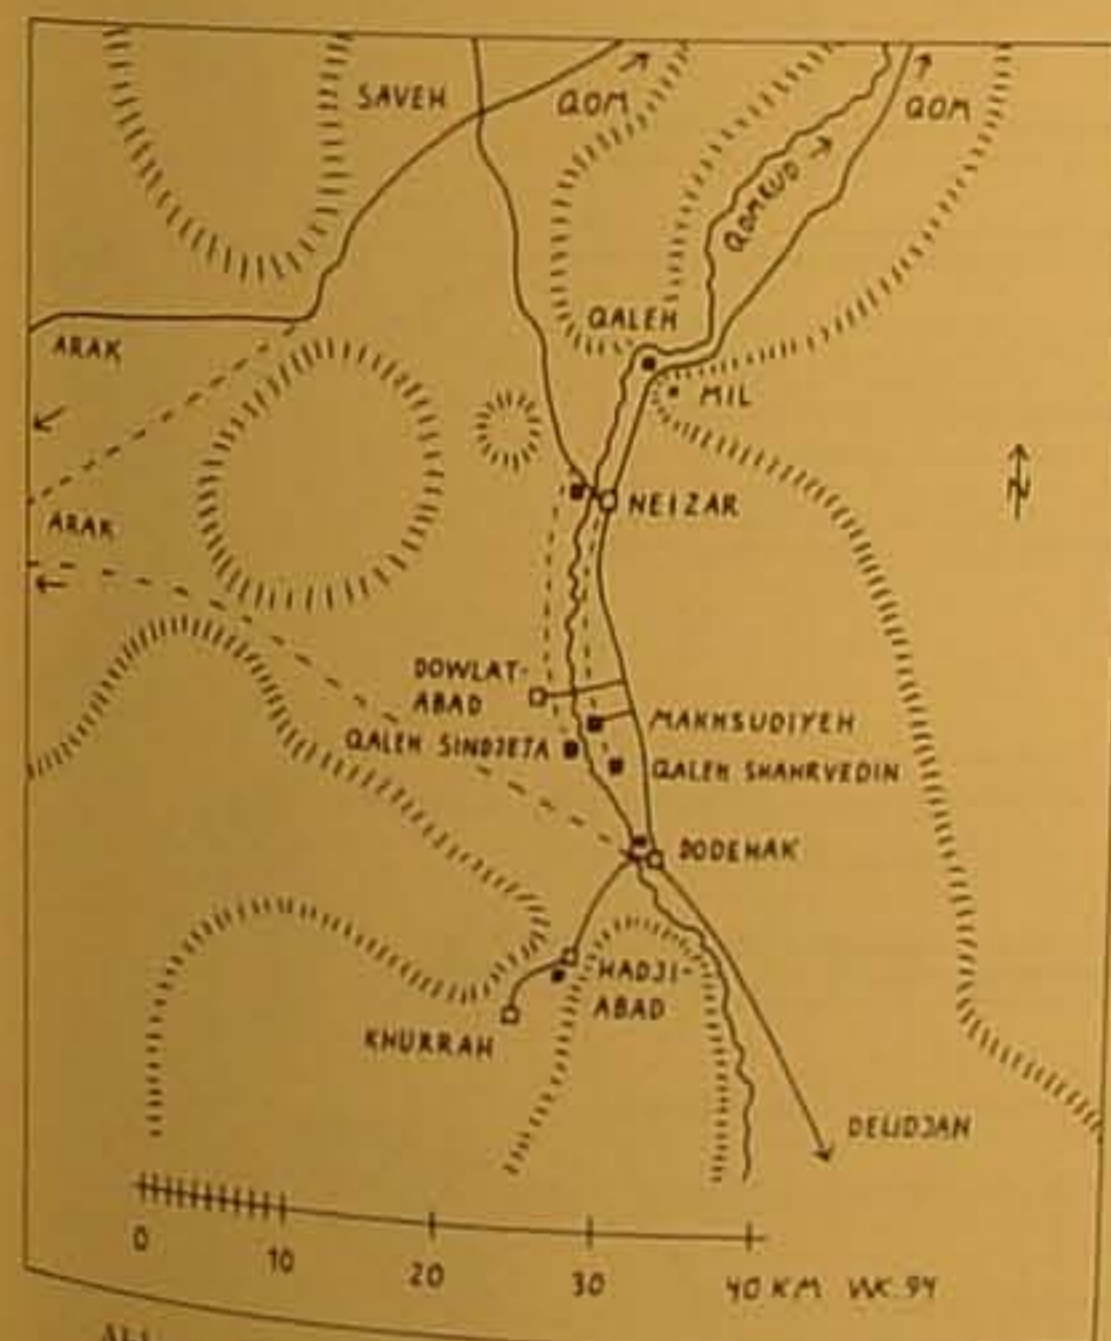 SAVEH
QOM
QOM
QOMRUD
QALEH
ARAK
MIL
NEIZAR
ARAK
N
DOWLAT-
ABAD
MAKHSUDIYEH
QALEH SINDJETA
QALEH SHAHRVEDIN
DODEHAK
HADJI-
ABAD
KHURRAH
DELIDJAN
0 10 20 30 40 KM WK 94